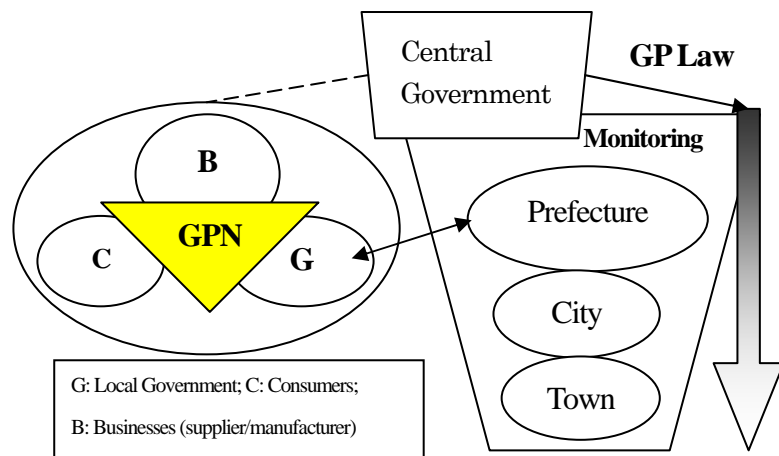 Central
Government
GP Law
Monitoring
B
GPN
C
G
Prefecture
City
Town
G: Local Government; C: Consumers;
B: Businesses (supplier/manufacturer)